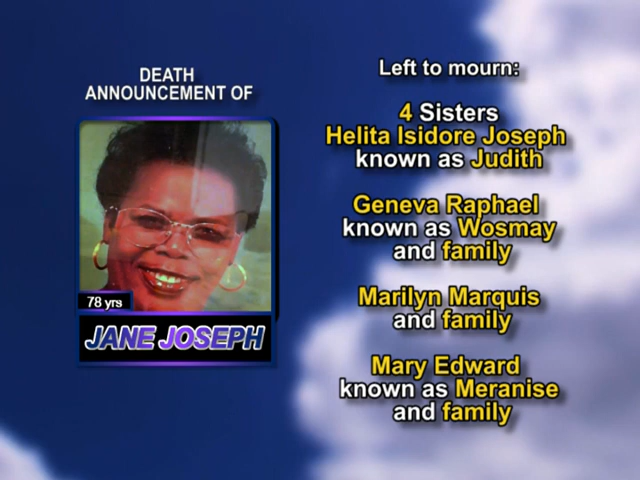 DEATH
ANNOUNCEMENT OF
78 yrs
JANE JOSEPH
Left to mourn:
4 Sisters
Helita Isidore Joseph
known as Judith
Geneva Raphael
known as Wosmay
and family
Marilyn Marquis
and family
Mary Edward
known as Meranise
and family